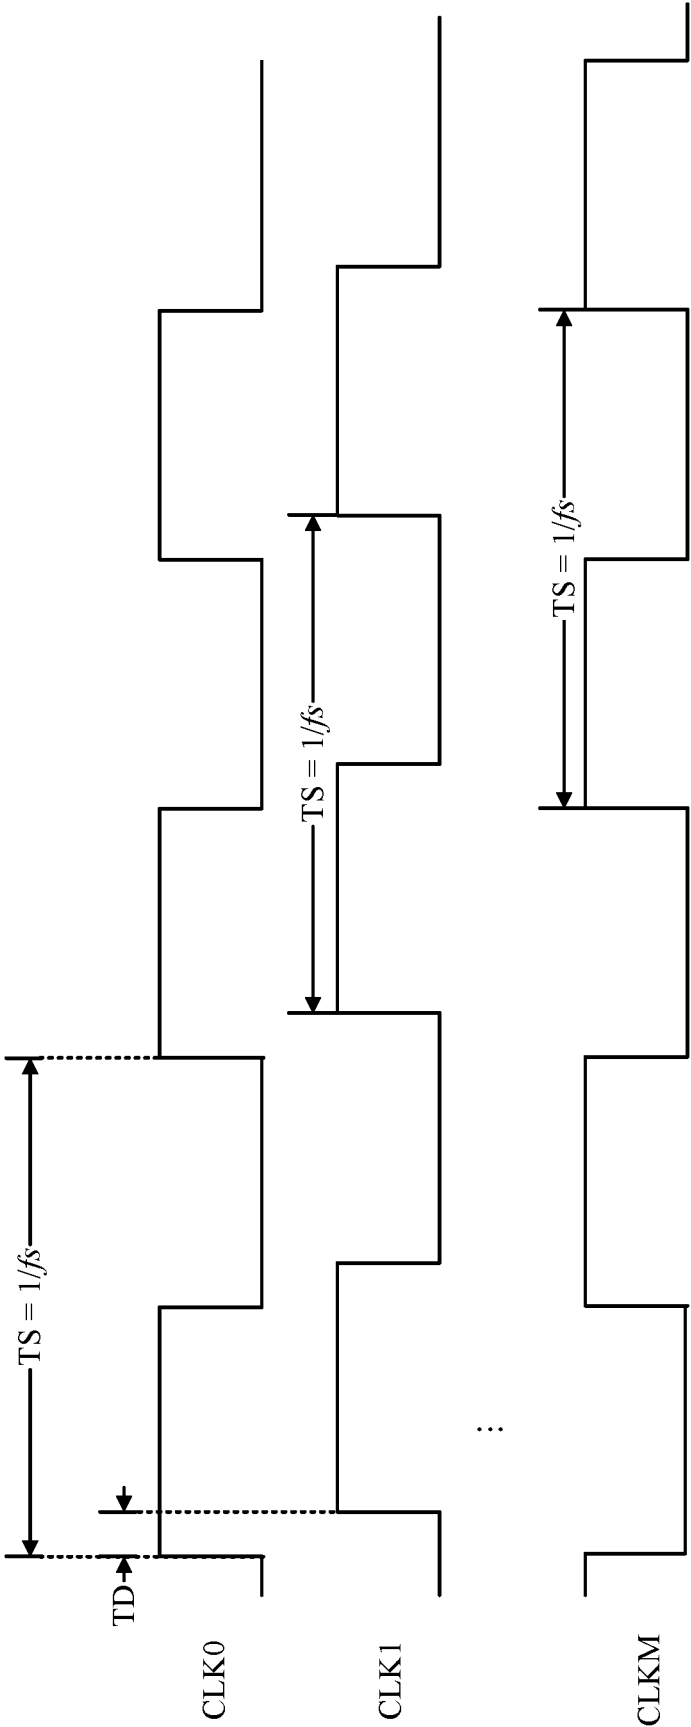 TS = 1/fs
TD
CLK0
TS = 1/fs
CLK1
...
TS = 1/fs
CLKM